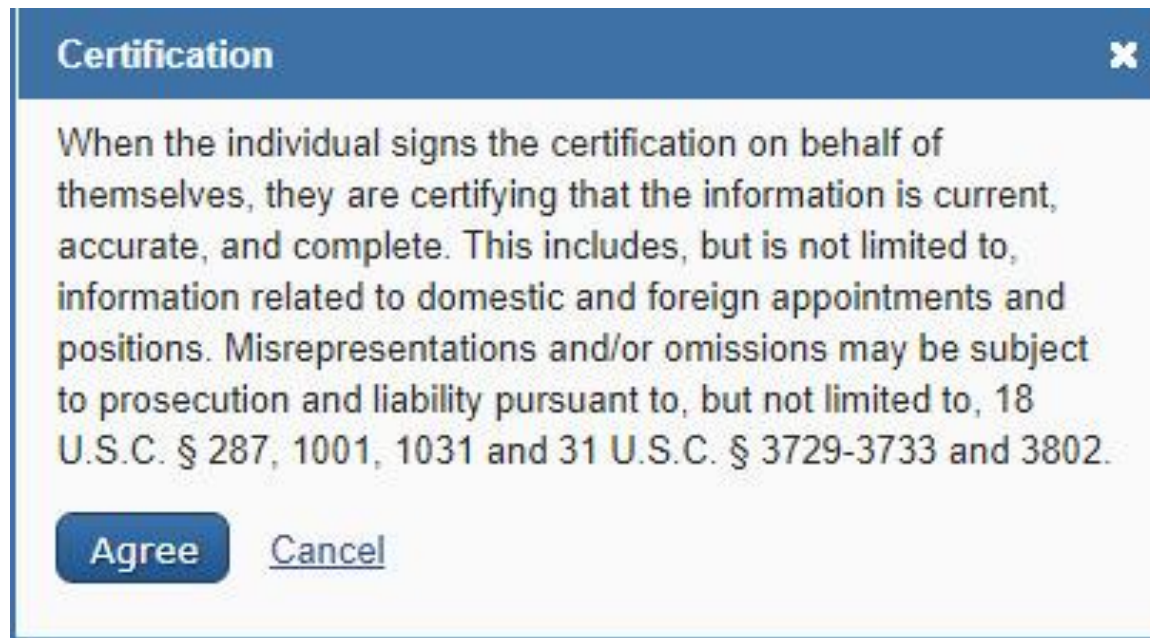 Certification
When the individual signs the certification on behalf of
themselves, they are certifying that the information is current,
accurate, and complete. This includes, but is not limited to,
information related to domestic and foreign appointments and
positions. Misrepresentations and/or omissions may be subject
to prosecution and liability pursuant to, but not limited to, 18
U.S.C. § 287, 1001, 1031 and 31 U.S.C. § 3729-3733 and 3802.
Agree Cancel